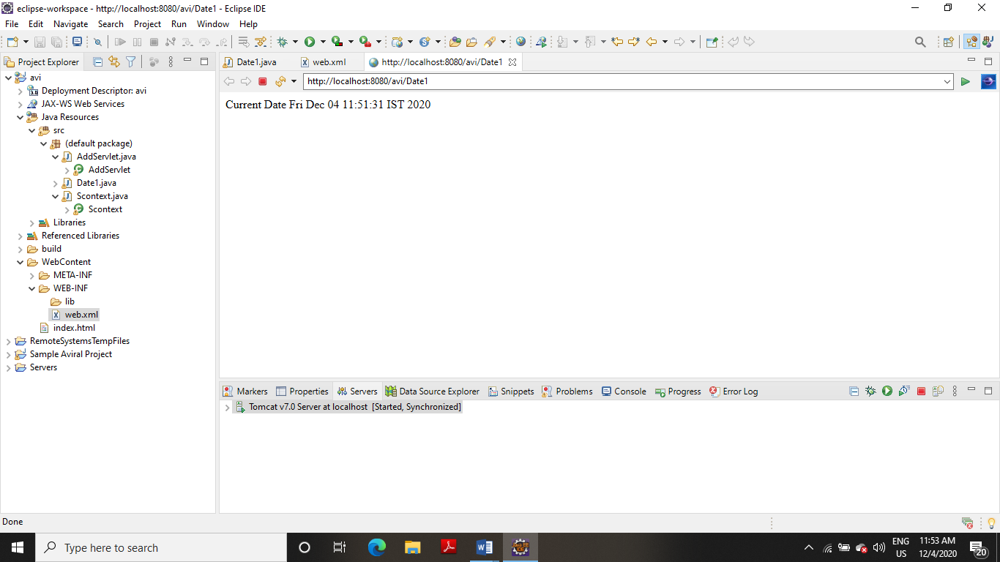 eclipse-workspace - http://localhost:8080/avi/Date1 - Eclipse IDE
File Edit Navigate Search Project Run Window Help
Project Explorer
Date1.java web.xml http://localhost:8080/avi/Date1
http://localhost:8080/avi/Date1
Current Date Fri Dec 04 11:51:31 IST 2020
avi
3.0 Deployment Descriptor: avi
JAX-WS Web Services
Java Resources
src
(default package)
AddServlet.java
AddServlet
Date1.java
Scontext.java
Scontext
Libraries
Referenced Libraries
build
WebContent
META-INF
WEB-INF
lib
web.xml
index.html
RemoteSystemsTempFiles
Sample Aviral Project
Servers
Markers Properties Servers Data Source Explorer Snippets Problems Console Progress Error Log
Tomcat v7.0 Server at localhost [Started, Synchronized]
Done
Type here to search
ENG
US
11:53 AM
12/4/2020
20